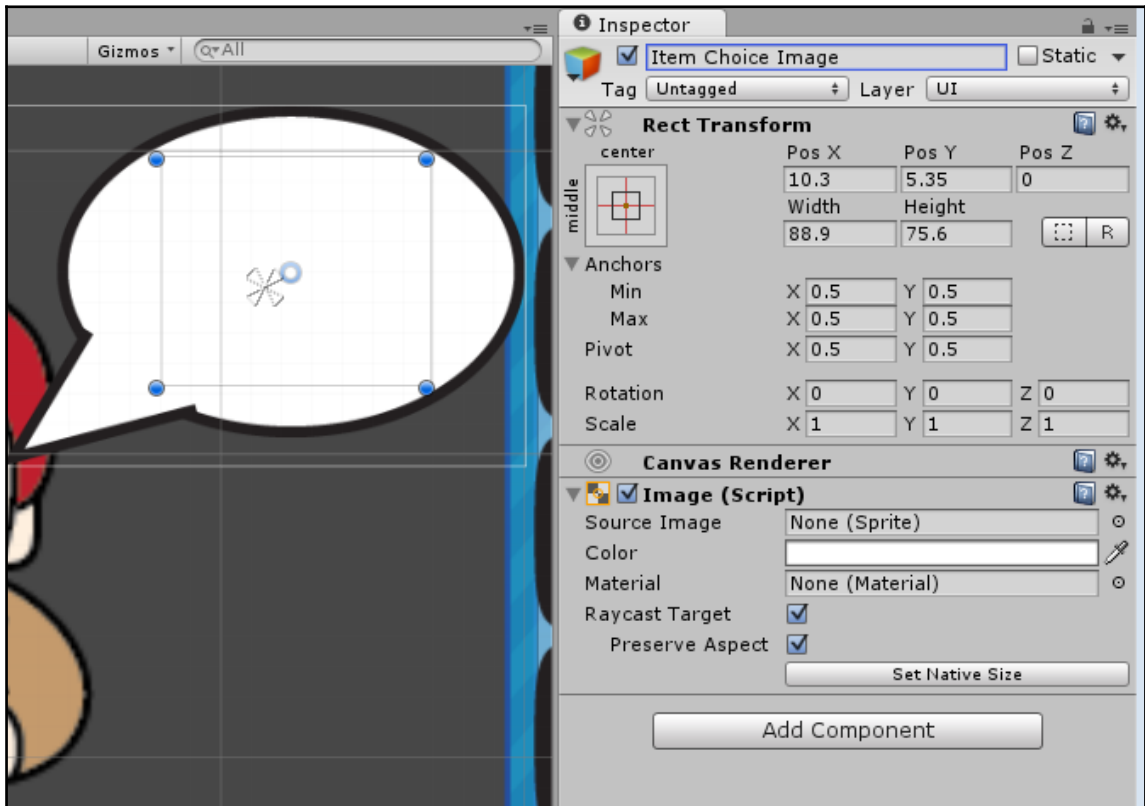 Gizmos All
Inspector
Item Choice Image Static
Tag Untagged Layer UI
Rect Transform
center Pos X Pos Y Pos Z
middle 10.3 5.35 0
Width Height
88.9 75.6 R
Anchors
Min X 0.5 Y 0.5
Max X 0.5 Y 0.5
Pivot X 0.5 Y 0.5
Rotation X 0 Y 0 Z 0
Scale X 1 Y 1 Z 1
Canvas Renderer
Image (Script)
Source Image None (Sprite)
Color
Material None (Material)
Raycast Target
Preserve Aspect
Set Native Size
Add Component